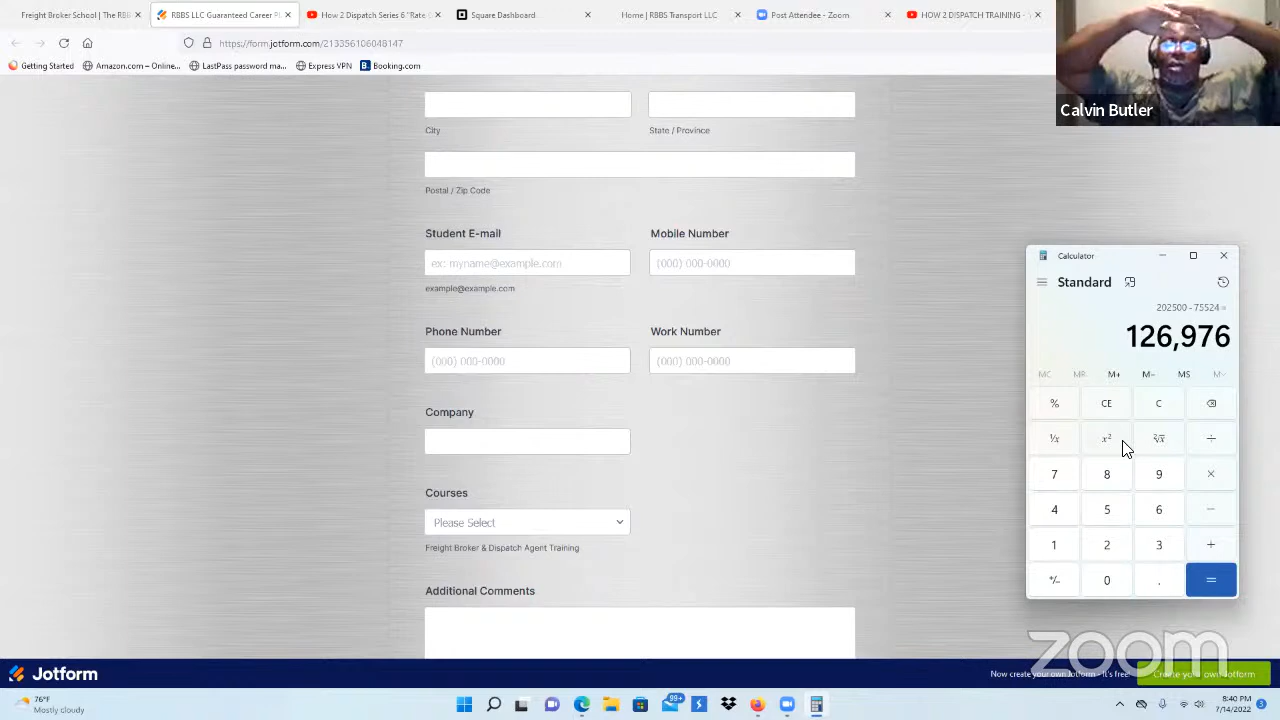 Freight Broker School | The RBB
RBBS LLC Guaranteed Career Pl
How 2 Dispatch Series 6 "Rate C
Square Dashboard
Home | RBBS Transport LLC
Post Attendee - Zoom
HOW 2 DISPATCH TRAINING -
https://form.jotform.com/213356106048147
Getting Started
Amazon.com – Online...
LastPass password ma...
Express VPN
Booking.com
Calvin Butler
City
State / Province
Postal / Zip Code
Student E-mail
Mobile Number
ex: myname@example.com
(000) 000-0000
example@example.com
Phone Number
Work Number
(000) 000-0000
(000) 000-0000
Company
Courses
Please Select
Freight Broker & Dispatch Agent Training
Additional Comments
Calculator
Standard
202500 - 75524 =
126,976
MC MR M+ M− MS M˅
% CE C
¹/x x² ²√x ÷
7 8 9 ×
4 5 6 −
1 2 3 +
+/− 0 . =
zoom
Jotform
Now create your own Jotform - It's free!
Create your own Jotform
76°F
Mostly cloudy
99+
8:40 PM
7/14/2022
3